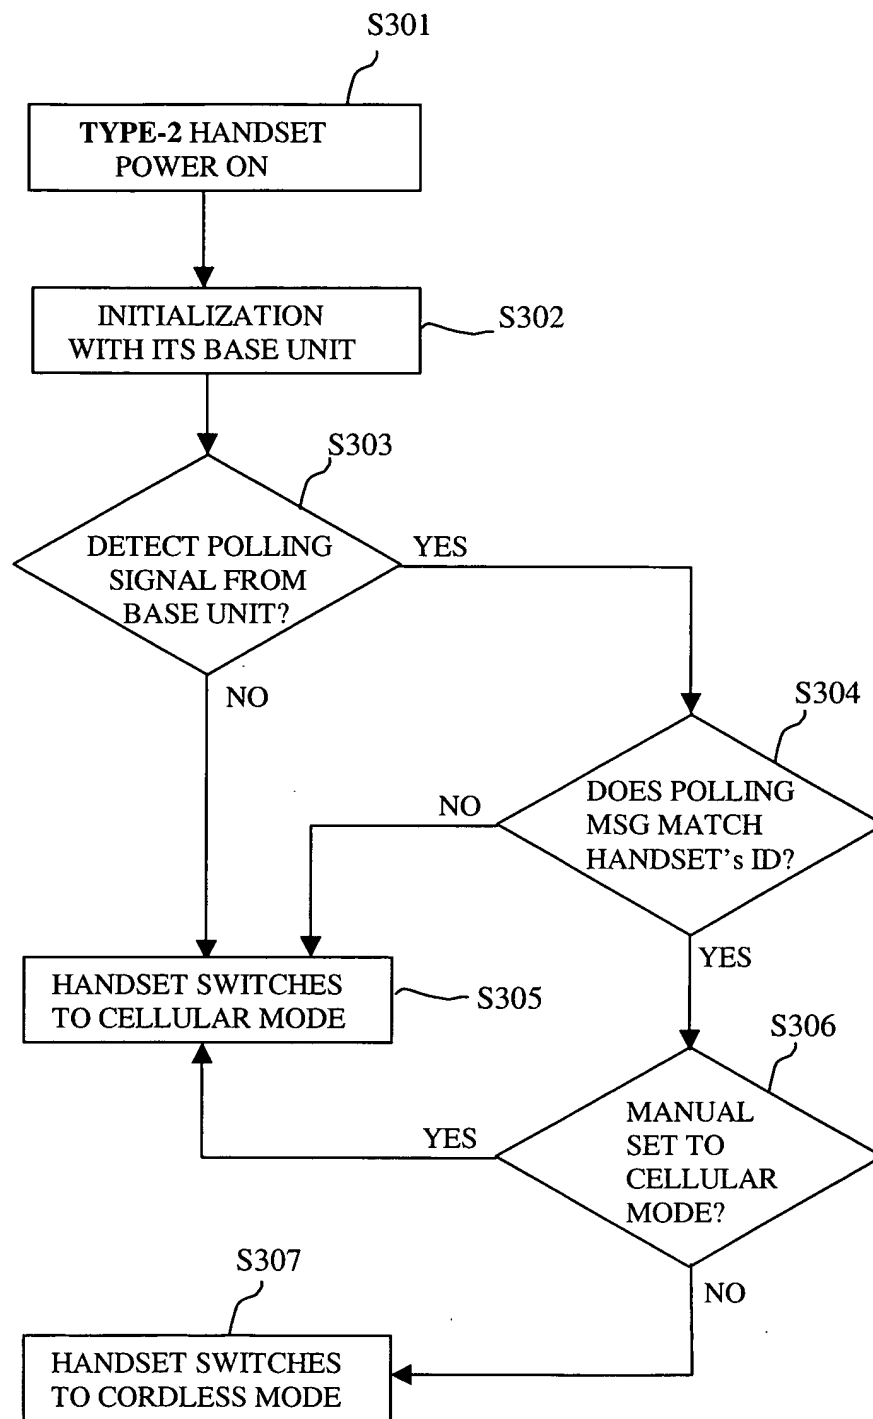 S301
TYPE-2 HANDSET
POWER ON
INITIALIZATION
WITH ITS BASE UNIT
S302
S303
DETECT POLLING
SIGNAL FROM
BASE UNIT?
YES
NO
S304
DOES POLLING
MSG MATCH
HANDSET's ID?
NO
YES
HANDSET SWITCHES
TO CELLULAR MODE
S305
S306
MANUAL
SET TO
CELLULAR
MODE?
YES
NO
S307
HANDSET SWITCHES
TO CORDLESS MODE